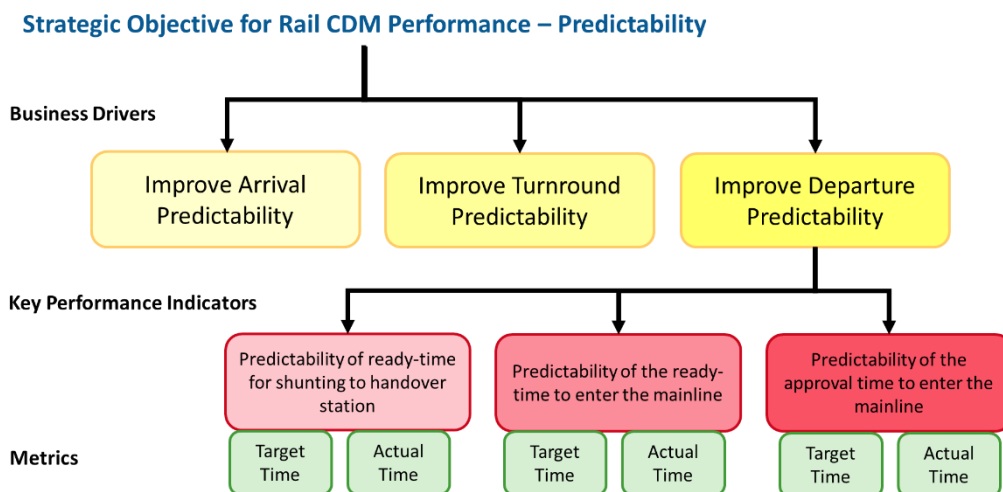 Strategic Objective for Rail CDM Performance – Predictability
Business Drivers
Improve Arrival
Predictability
Improve Turnround
Predictability
Improve Departure
Predictability
Key Performance Indicators
Predictability of ready-time
for shunting to handover
station
Predictability of the ready-
time to enter the mainline
Predictability of the
approval time to enter the
mainline
Metrics
Target
Time
Actual
Time
Target
Time
Actual
Time
Target
Time
Actual
Time